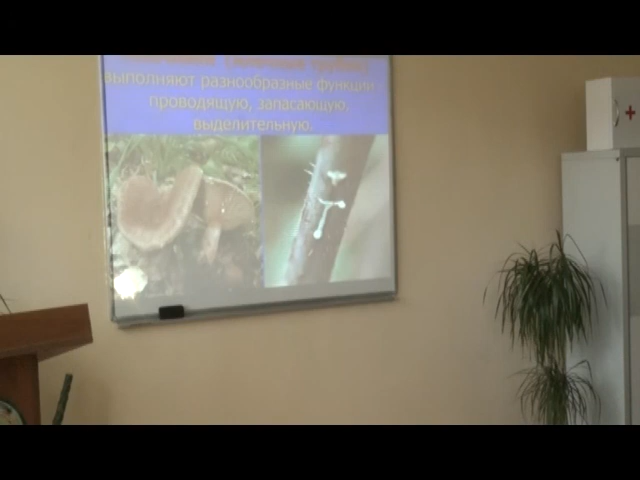 выполняют разнообразные функции -
проводящую, запасающую,
выделительную.